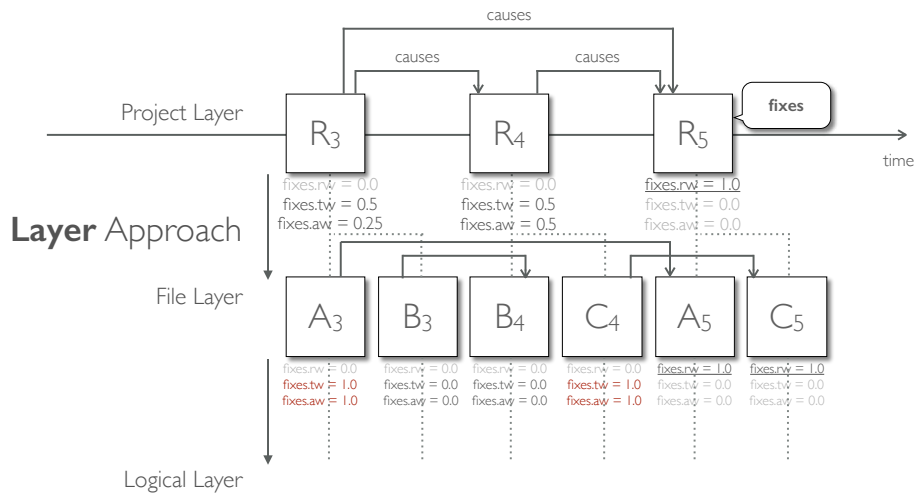 causes
causes
causes
Project Layer
R3
R4
R5
fixes
time
fixes.rw = 0.0
fixes.tw = 0.5
fixes.aw = 0.25
fixes.rw = 0.0
fixes.tw = 0.5
fixes.aw = 0.5
fixes.rw = 1.0
fixes.tw = 0.0
fixes.aw = 0.0
Layer Approach
File Layer
A3
B3
B4
C4
A5
C5
fixes.rw = 0.0
fixes.tw = 1.0
fixes.aw = 1.0
fixes.rw = 0.0
fixes.tw = 0.0
fixes.aw = 0.0
fixes.rw = 0.0
fixes.tw = 0.0
fixes.aw = 0.0
fixes.rw = 0.0
fixes.tw = 1.0
fixes.aw = 1.0
fixes.rw = 1.0
fixes.tw = 0.0
fixes.aw = 0.0
fixes.rw = 1.0
fixes.tw = 0.0
fixes.aw = 0.0
Logical Layer